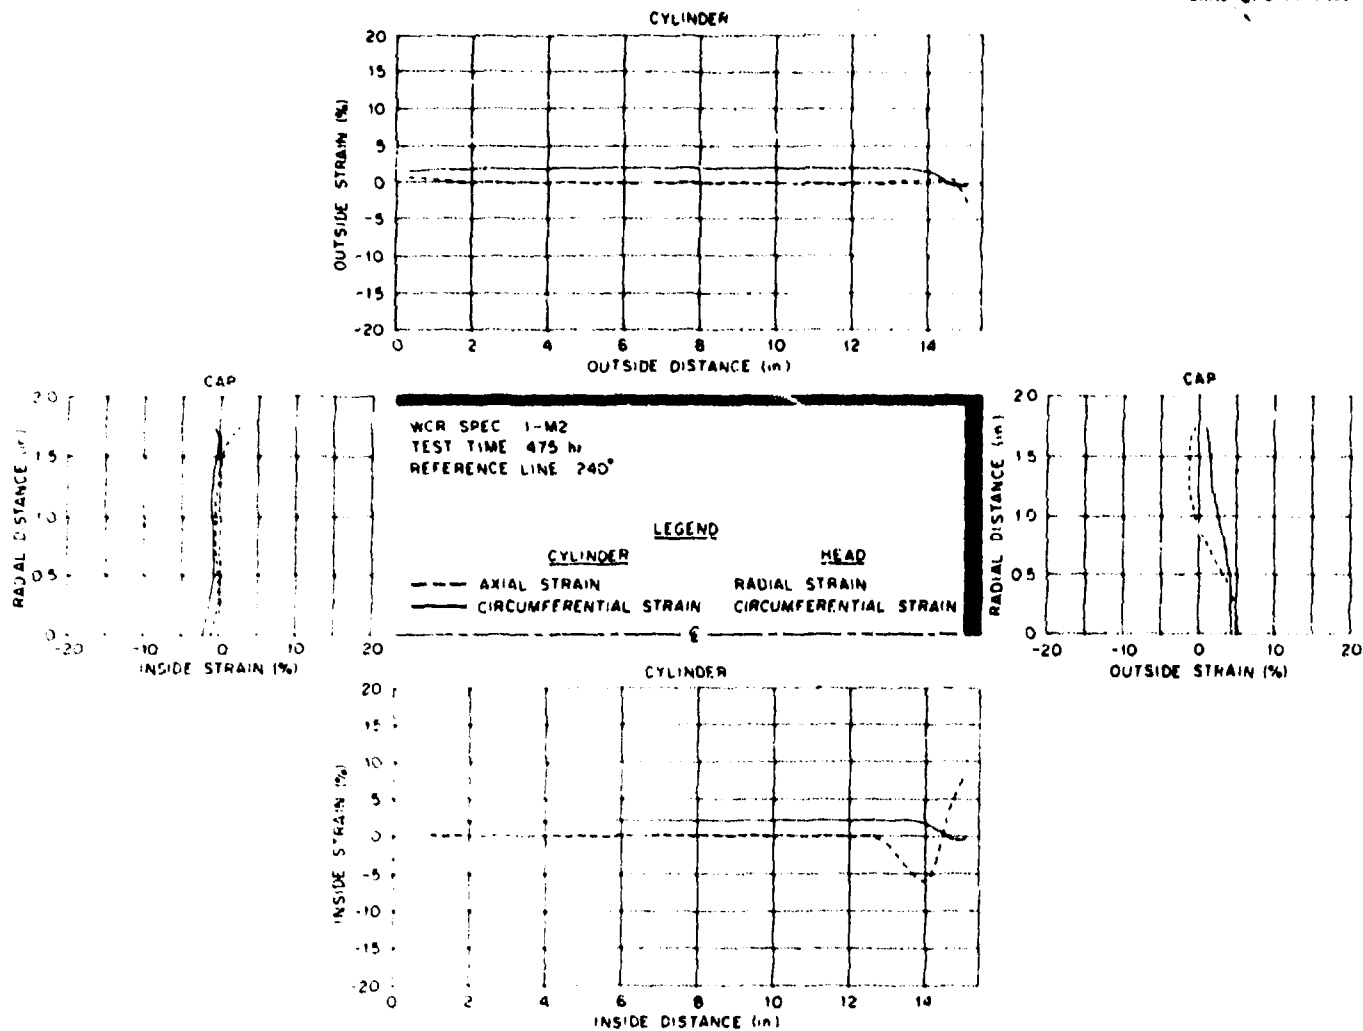 CYLINDER
20
15
10
5
0
-5
-10
-15
-20
OUTSIDE STRAIN (%)
0 2 4 6 8 10 12 14
OUTSIDE DISTANCE (in)
CAP
2.0
1.5
1.0
0.5
0
RADIAL DISTANCE
-20 -10 0 10 20
INSIDE STRAIN (%)
WCR SPEC 1-M2
TEST TIME 475 hr
REFERENCE LINE 240°
LEGEND
CYLINDER HEAD
AXIAL STRAIN RADIAL STRAIN
CIRCUMFERENTIAL STRAIN CIRCUMFERENTIAL STRAIN
CAP
2.0
1.5
1.0
0.5
0
RADIAL DISTANCE (in)
-20 -10 0 10 20
OUTSIDE STRAIN (%)
CYLINDER
20
15
10
5
0
-5
-10
-15
-20
INSIDE STRAIN (%)
0 2 4 6 8 10 12 14
INSIDE DISTANCE (in)